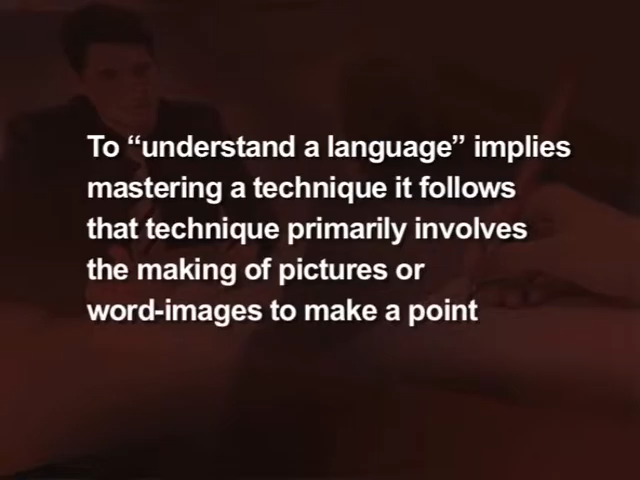 To “understand a language” implies
mastering a technique it follows
that technique primarily involves
the making of pictures or
word-images to make a point